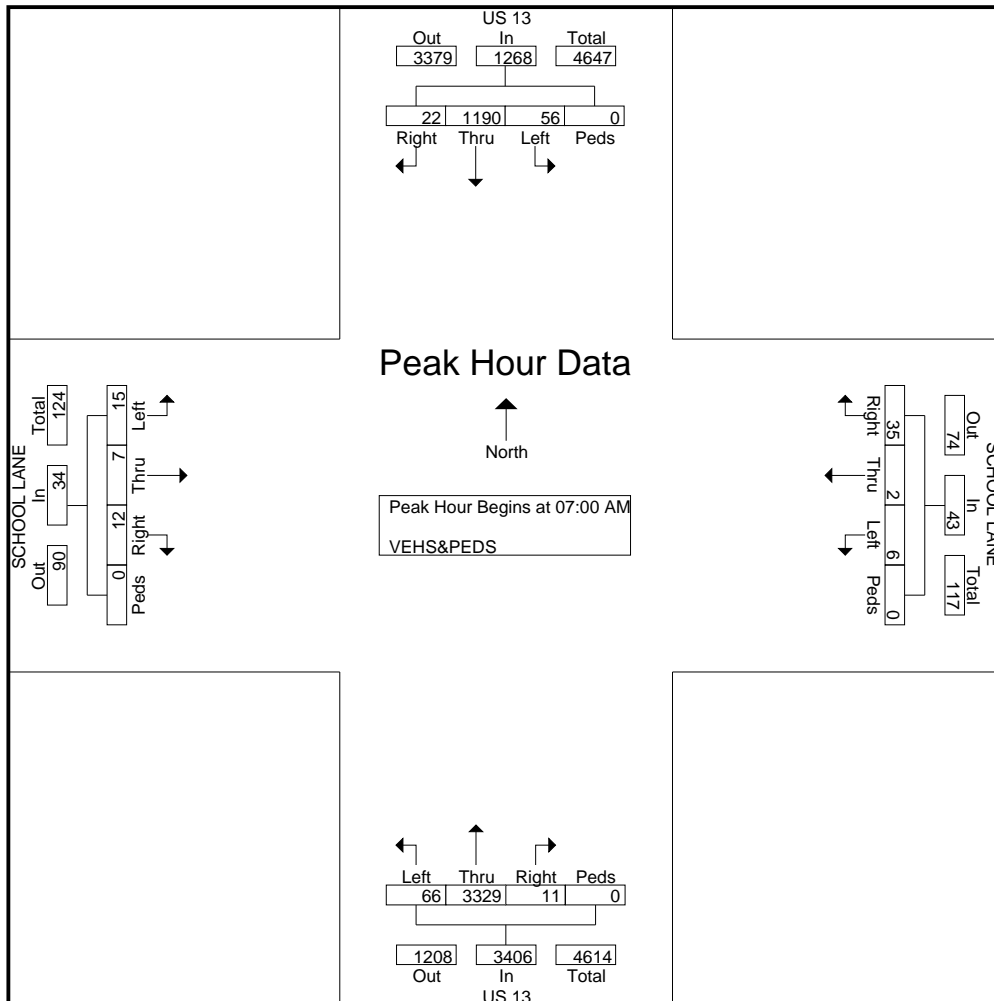 US 13
Out In Total
3379 1268 4647
22 1190 56 0
Right Thru Left Peds
Peak Hour Data
North
Peak Hour Begins at 07:00 AM
VEHS&PEDS
SCHOOL LANE
Out In Total
90 34 124
15 7 12 0
Left Thru Right Peds
SCHOOL LANE
Out In Total
74 43 117
35 2 6 0
Right Thru Left Peds
Left Thru Right Peds
66 3329 11 0
1208 3406 4614
Out In Total
US 13